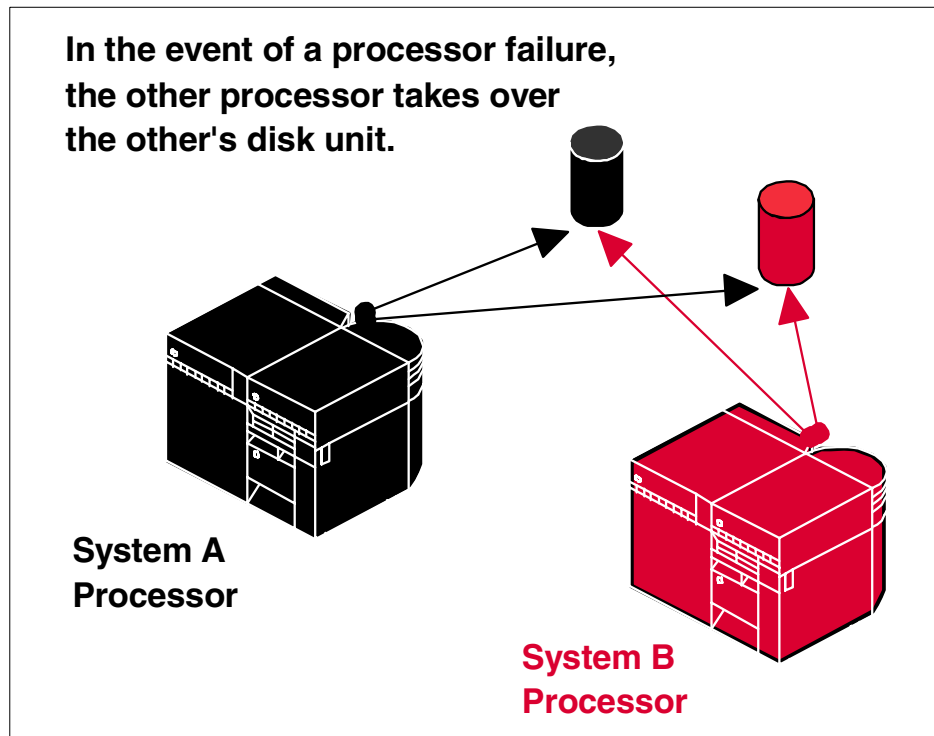 In the event of a processor failure,
the other processor takes over
the other's disk unit.
System A
Processor
System B
Processor